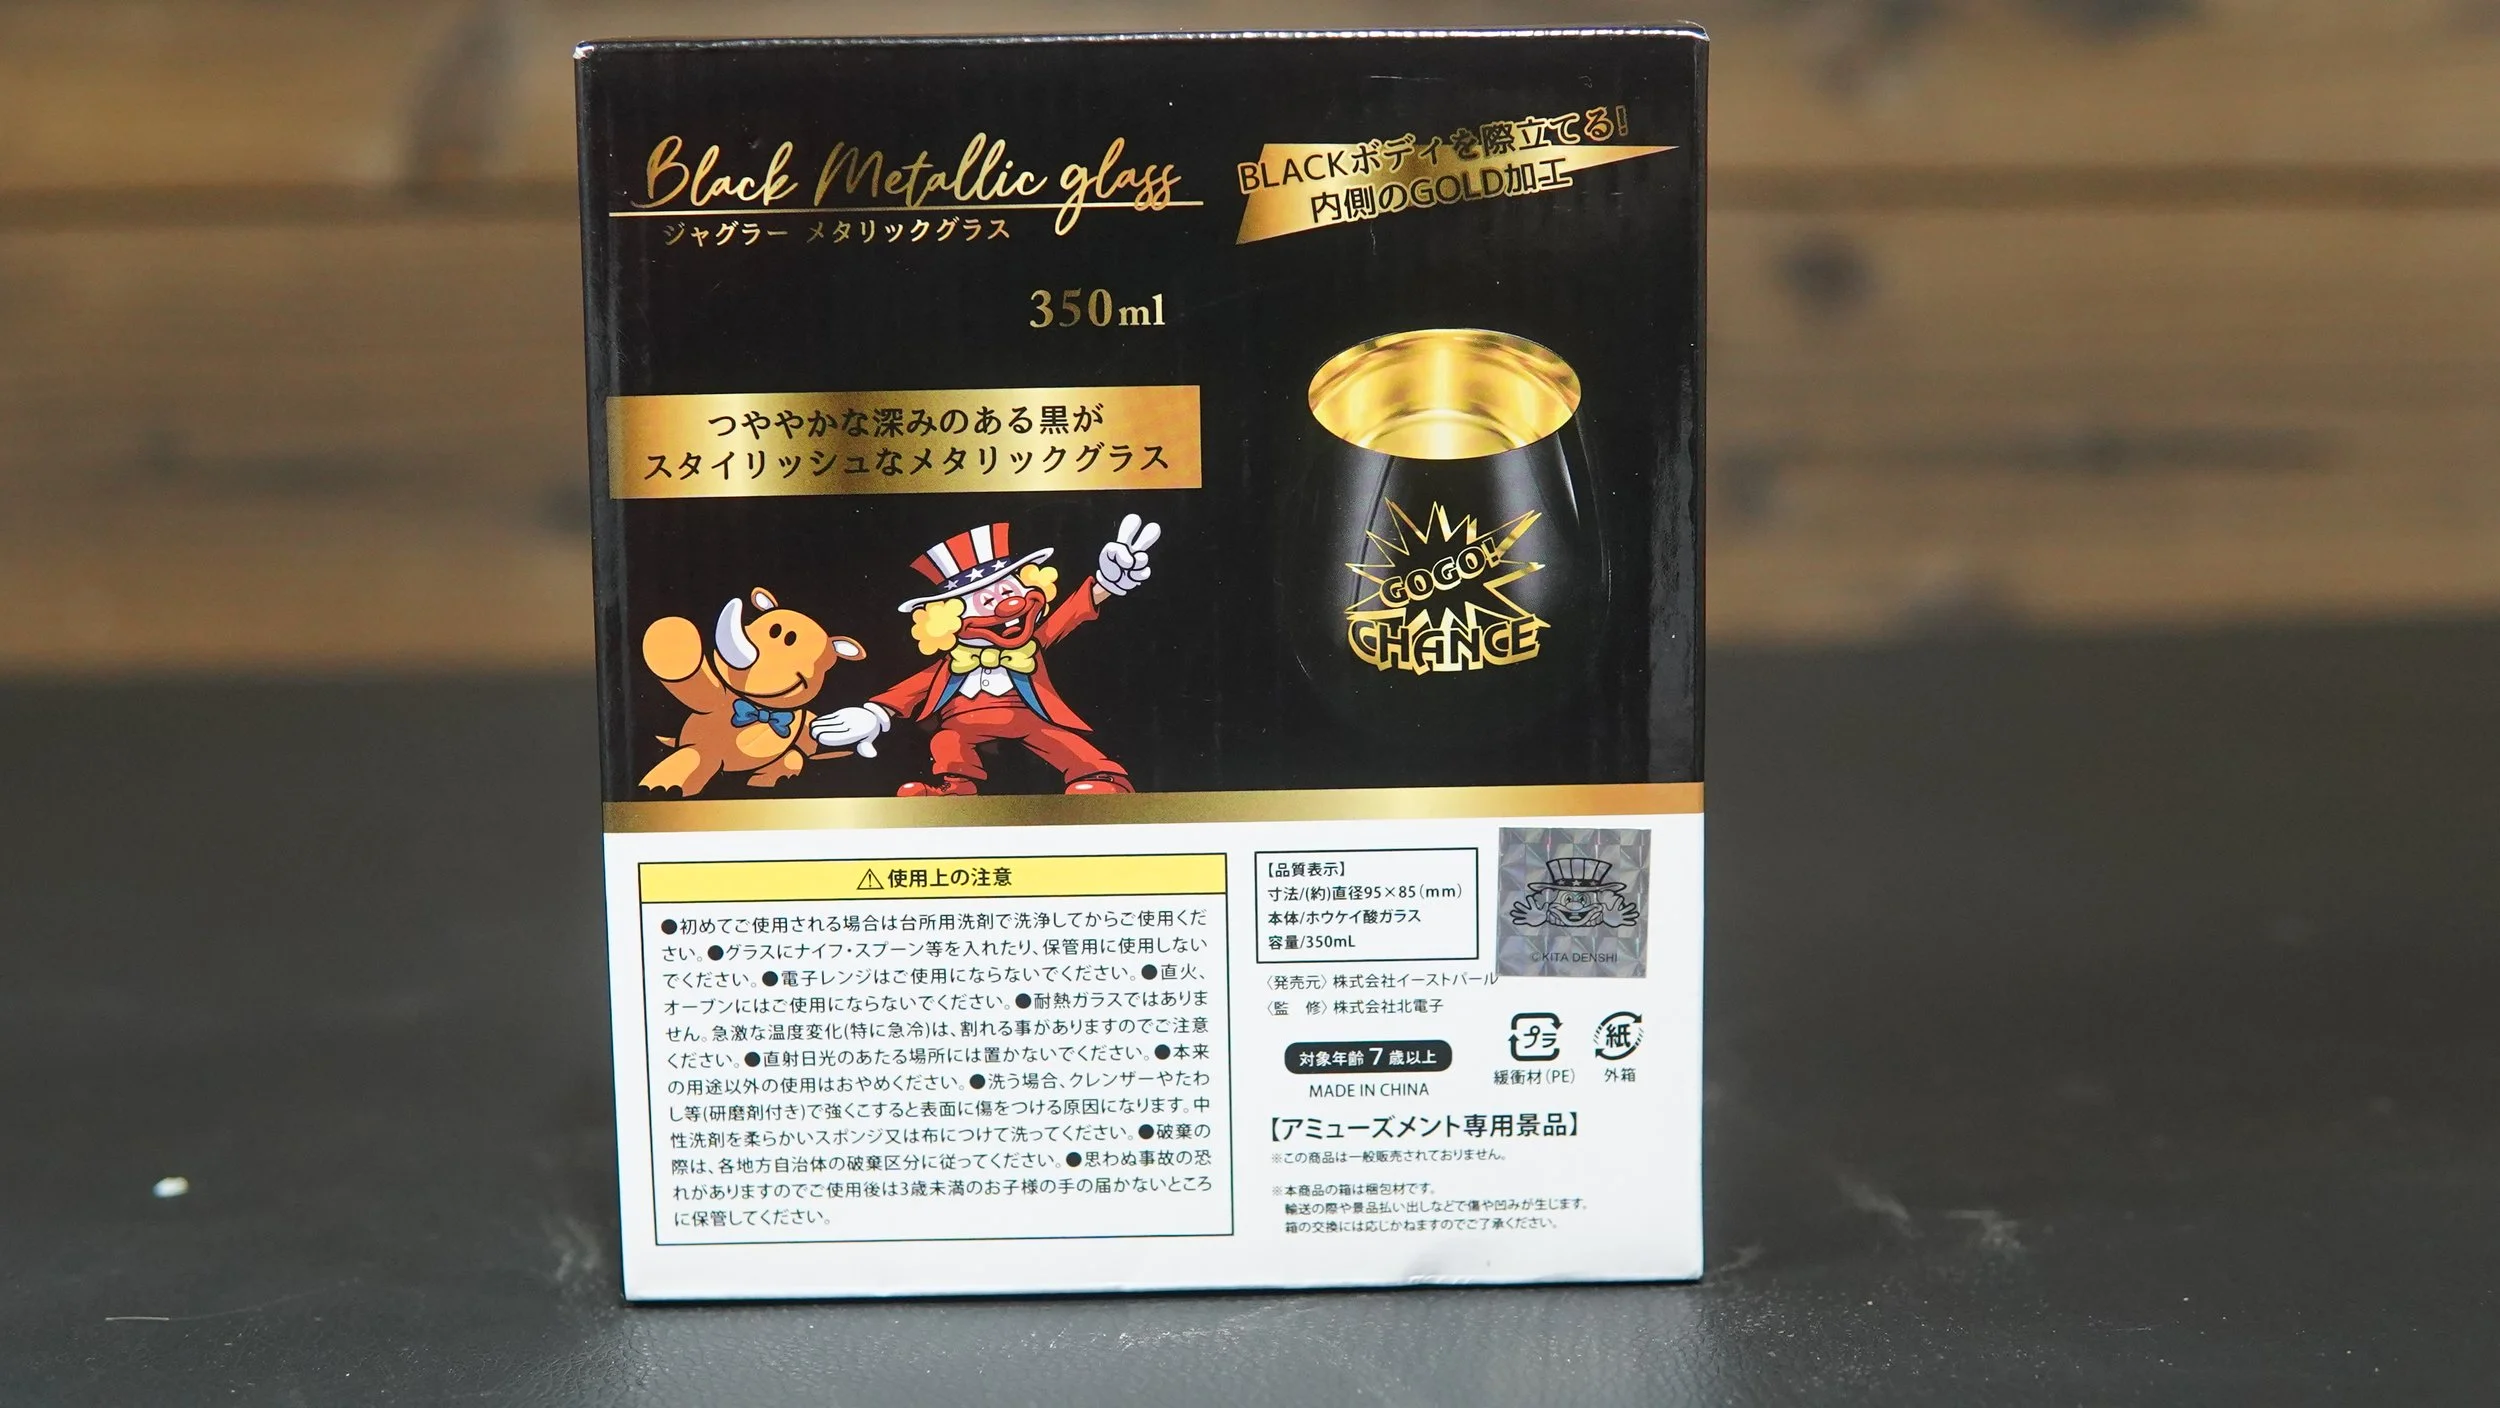 Black Metallic glass
ジャグラー メタリックグラス
350ml
BLACKボディを際立てる!
内側のGOLD加工
つややかな深みのある黒が
スタイリッシュなメタリックグラス
GOGO!
CHANCE
⚠使用上の注意
●初めてご使用される場合は台所用洗剤で洗浄してからご使用くだ
さい。●グラスにナイフ・スプーン等を入れたり、保管用に使用しない
でください。●電子レンジはご使用にならないでください。●直火、
オーブンにはご使用にならないでください。●耐熱ガラスではありま
せん。急激な温度変化(特に急冷)は、割れる事がありますのでご注意
ください。●直射日光のあたる場所には置かないでください。●本来
の用途以外の使用はおやめください。●洗う場合、クレンザーやたわ
し等(研磨剤付き)で強くこすると表面に傷をつける原因になります。中
性洗剤を柔らかいスポンジ又は布につけて洗ってください。●破棄の
際は、各地方自治体の破棄区分に従ってください。●思わぬ事故の恐
れがありますのでご使用後は3歳未満のお子様の手の届かないところ
に保管してください。
【品質表示】
寸法/(約)直径95×85(mm)
本体/ホウケイ酸ガラス
容量/350mL
©KITA DENSHI
〈発売元〉株式会社イーストパール
〈監 修〉株式会社北電子
対象年齢7歳以上
MADE IN CHINA
プラ
緩衝材(PE)
紙
外箱
【アミューズメント専用景品】
※この商品は一般販売されておりません。
※本商品の箱は梱包材です。
輸送の際や景品払い出しなどで傷や凹みが生じます。
箱の交換には応じかねますのでご了承ください。